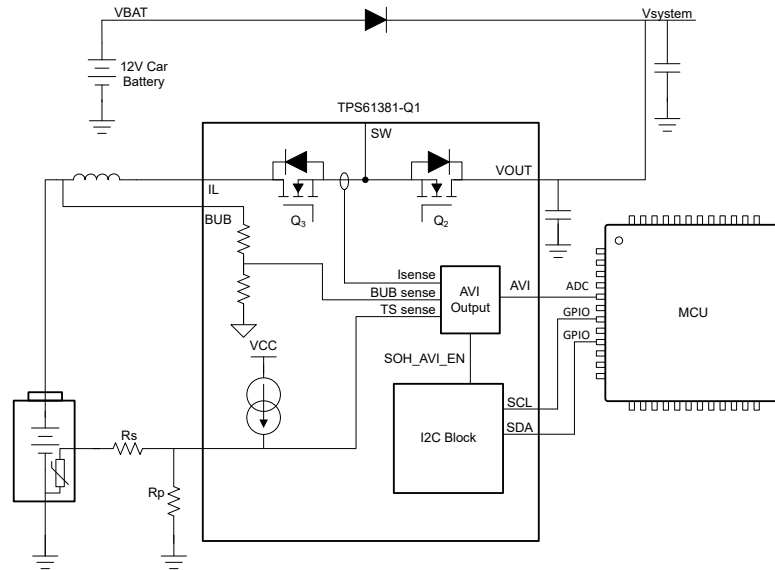 VBAT
Vsystem
12V Car
Battery
TPS61381-Q1
SW
VOUT
IL
Q3
Q2
BUB
Isense
BUB sense
TS sense
AVI
Output
AVI
ADC
GPIO
GPIO
MCU
VCC
SOH_AVI_EN
SCL
SDA
I2C Block
Rs
Rp